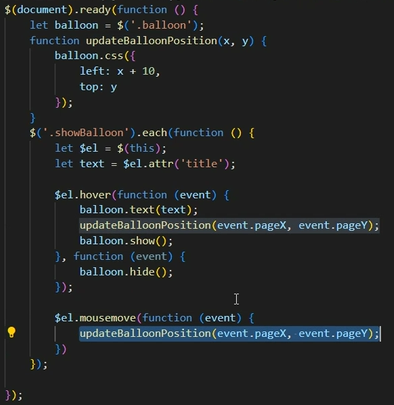 $(document).ready(function () {
    let balloon = $('.balloon');
    function updateBalloonPosition(x, y) {
        balloon.css({
            left: x + 10,
            top: y
        });
    }
    $('.showBalloon').each(function () {
        let $el = $(this);
        let text = $el.attr('title');

        $el.hover(function (event) {
            balloon.text(text);
            updateBalloonPosition(event.pageX, event.pageY);
            balloon.show();
        }, function (event) {
            balloon.hide();
        });

        $el.mousemove(function (event) {
            updateBalloonPosition(event.pageX, event.pageY);
        })
    });

});